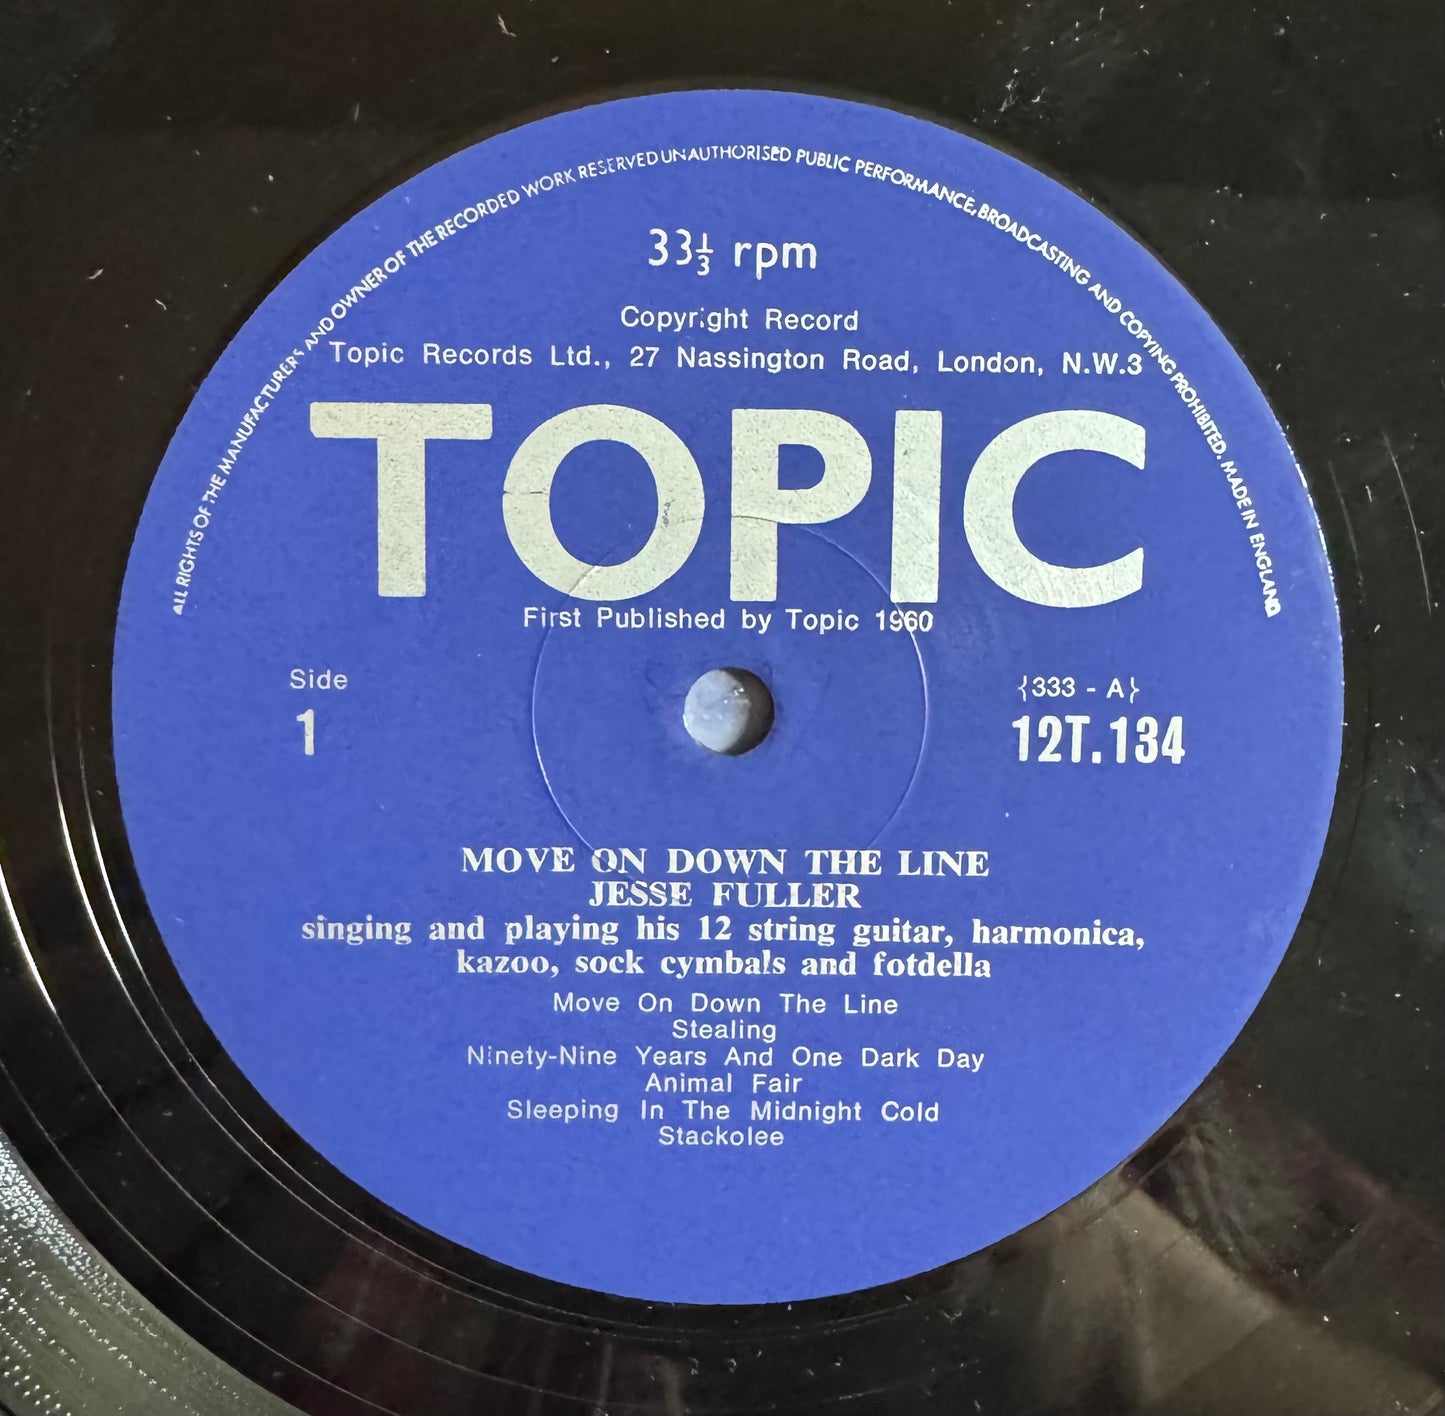 ALL RIGHTS OF THE MANUFACTURERS AND OWNER OF THE RECORDED WORK RESERVED UNAUTHORISED PUBLIC PERFORMANCE, BROADCASTING AND COPYING PROHIBITED. MADE IN ENGLAND
33⅓ rpm
Copyright Record
Topic Records Ltd., 27 Nassington Road, London, N.W.3
TOPIC
First Published by Topic 1960
Side
1
{333 - A}
12T.134
MOVE ON DOWN THE LINE
JESSE FULLER
singing and playing his 12 string guitar, harmonica,
kazoo, sock cymbals and fotdella
Move On Down The Line
Stealing
Ninety-Nine Years And One Dark Day
Animal Fair
Sleeping In The Midnight Cold
Stackolee